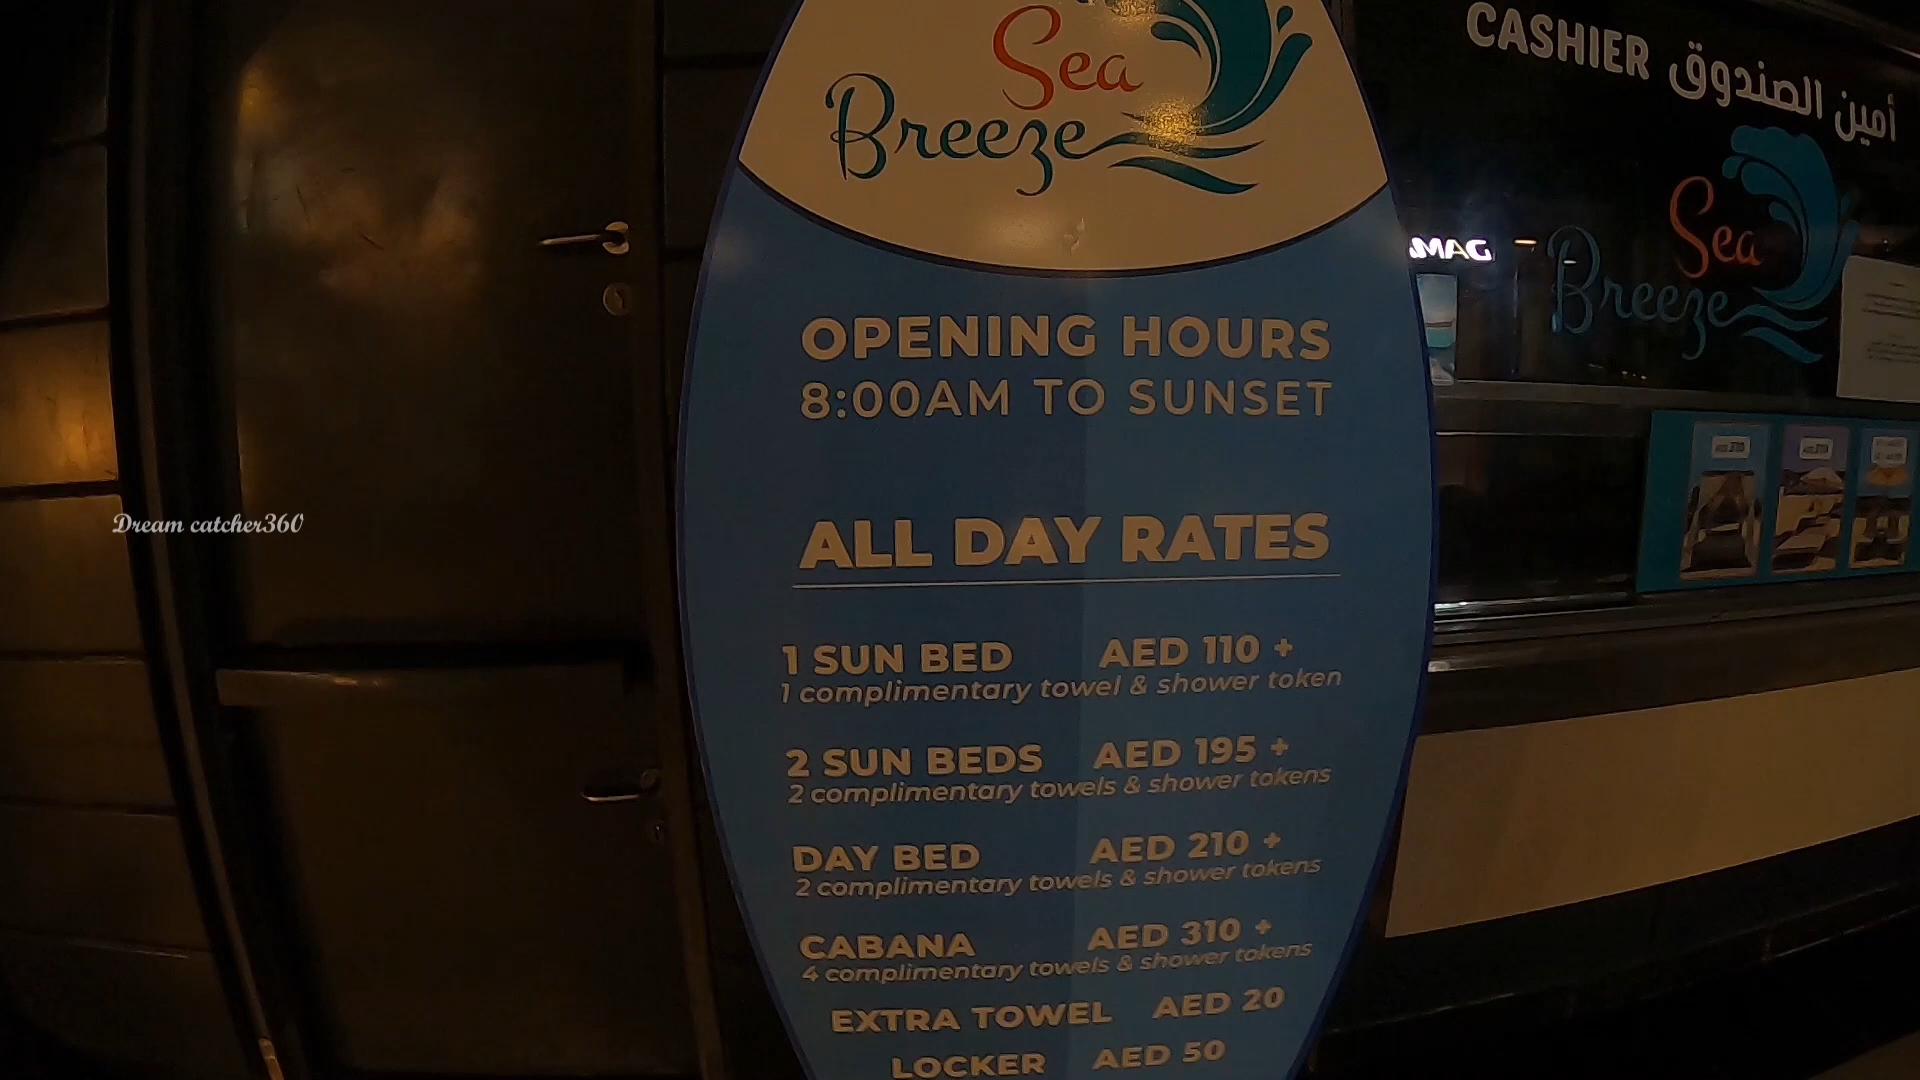 Sea
Breeze
OPENING HOURS
8:00AM TO SUNSET
ALL DAY RATES
1 SUN BED AED 110 +
1 complimentary towel & shower token
2 SUN BEDS AED 195 +
2 complimentary towels & shower tokens
DAY BED AED 210 +
2 complimentary towels & shower tokens
CABANA AED 310 +
4 complimentary towels & shower tokens
EXTRA TOWEL AED 20
LOCKER AED 50
CASHIER أمين الصندوق
Sea
Breeze
Dream catcher360